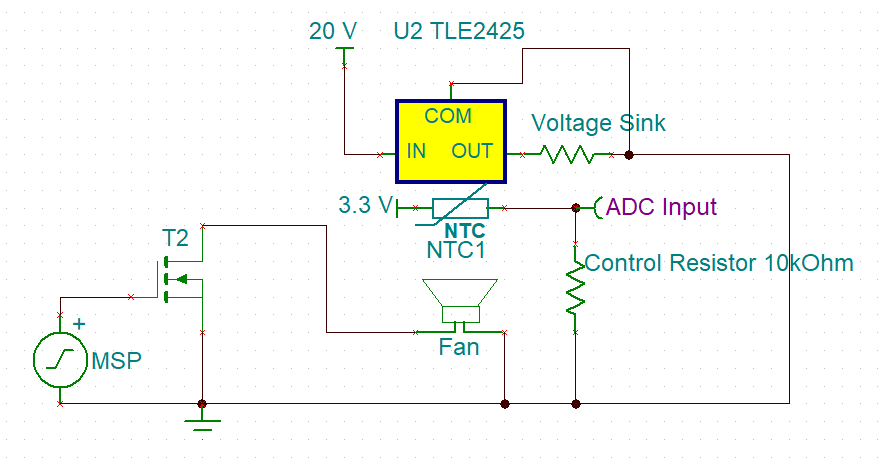 20 V
U2 TLE2425
COM
Voltage Sink
IN
OUT
3.3 V
ADC Input
NTC
NTC1
T2
Control Resistor 10kOhm
+
MSP
Fan